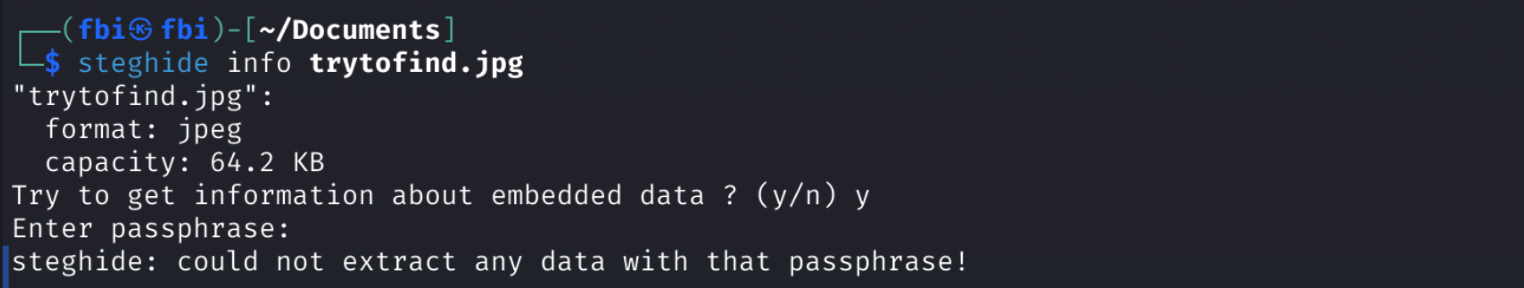 ┌──(fbi㉿fbi)-[~/Documents]
└─$ steghide info trytofind.jpg
"trytofind.jpg":
  format: jpeg
  capacity: 64.2 KB
Try to get information about embedded data ? (y/n) y
Enter passphrase:
steghide: could not extract any data with that passphrase!